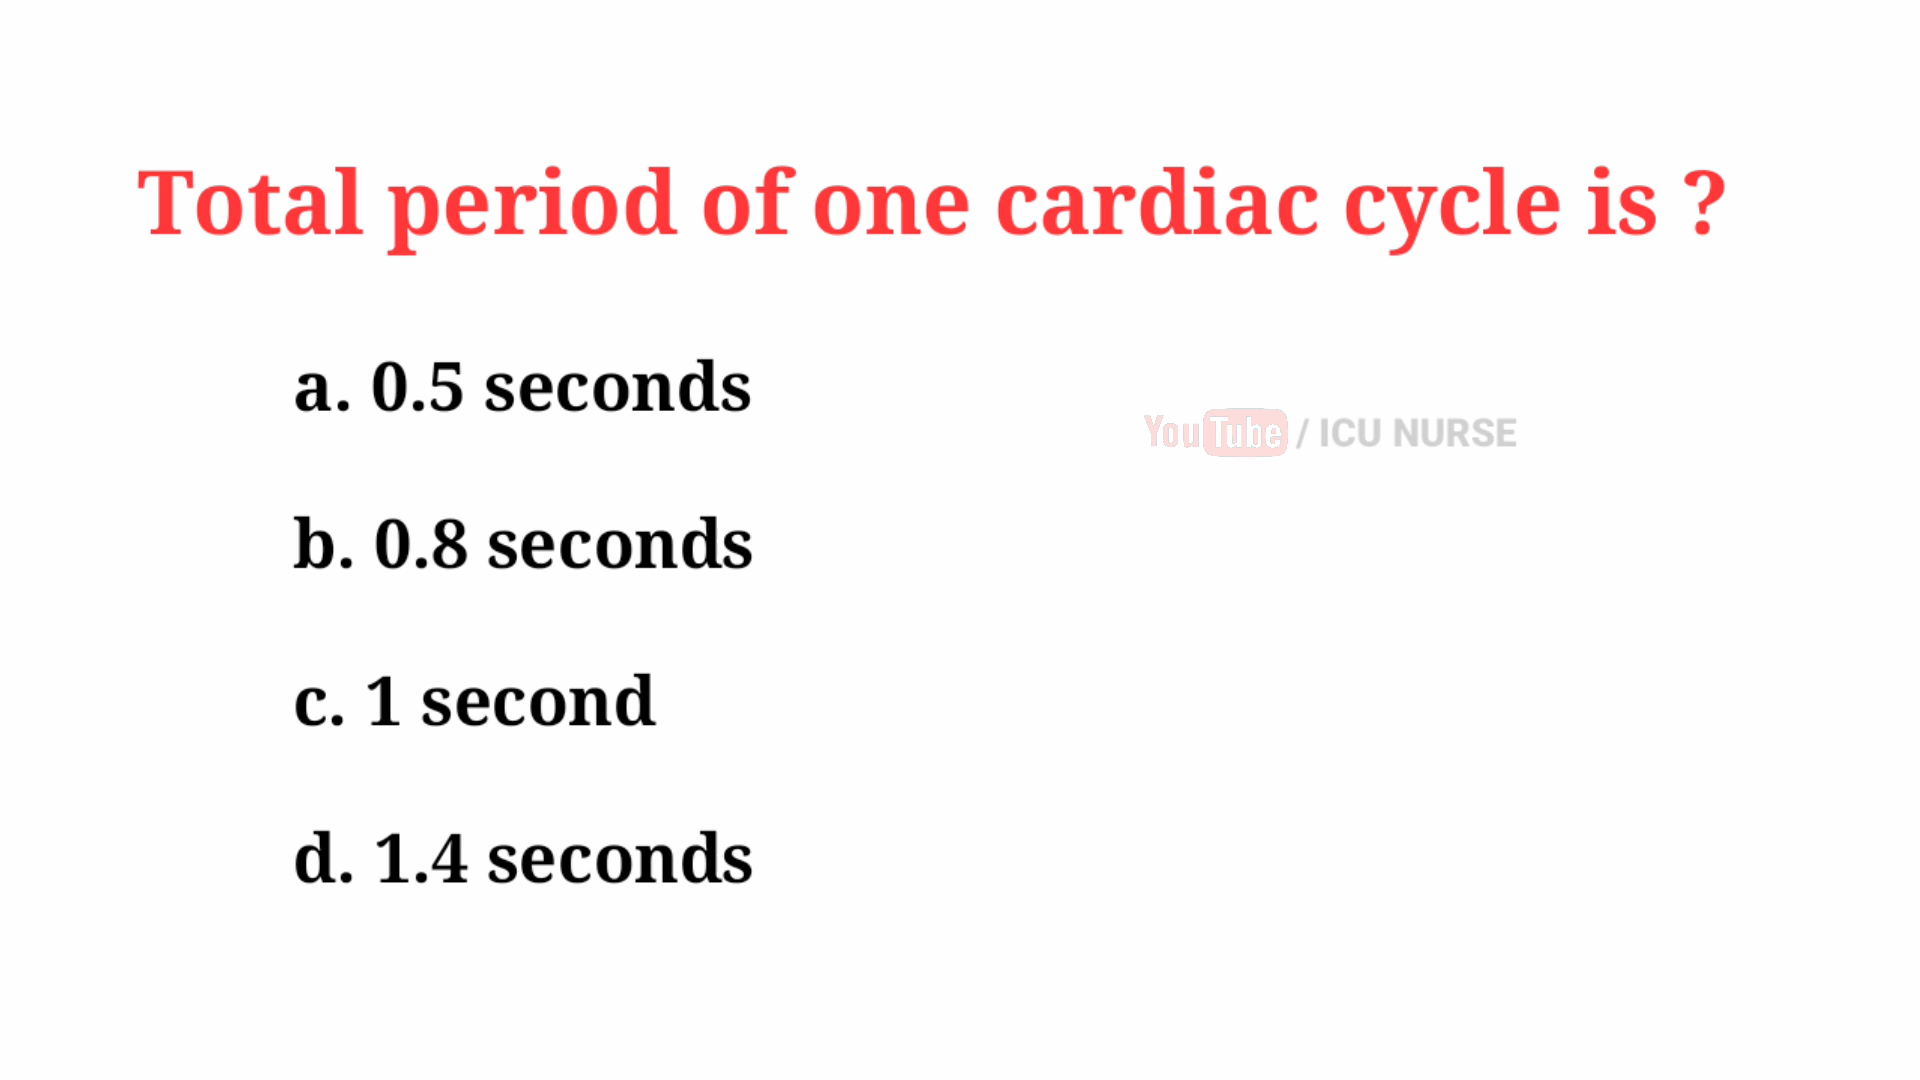 Total period of one cardiac cycle is ?
a. 0.5 seconds
YouTube / ICU NURSE
b. 0.8 seconds
c. 1 second
d. 1.4 seconds